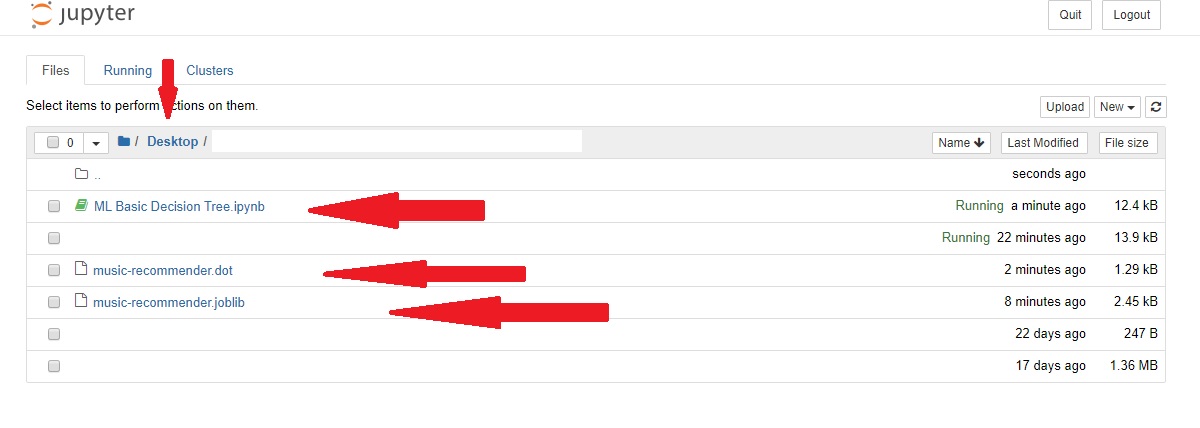 jupyter Quit Logout
Files Running Clusters
Select items to perform ctions on them. Upload New
0 / Desktop / Name Last Modified File size
.. seconds ago
ML Basic Decision Tree.ipynb Running a minute ago 12.4 kB
Running 22 minutes ago 13.9 kB
music-recommender.dot 2 minutes ago 1.29 kB
music-recommender.joblib 8 minutes ago 2.45 kB
22 days ago 247 B
17 days ago 1.36 MB